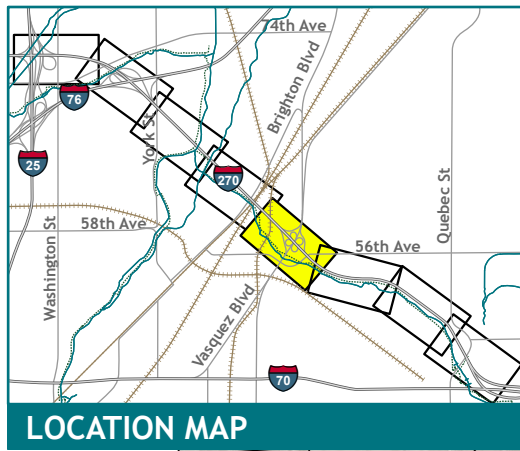 74th Ave
Brighton Blvd
76
York St
25
270
Quebec St
58th Ave
56th Ave
Washington St
Vasquez Blvd
70
LOCATION MAP